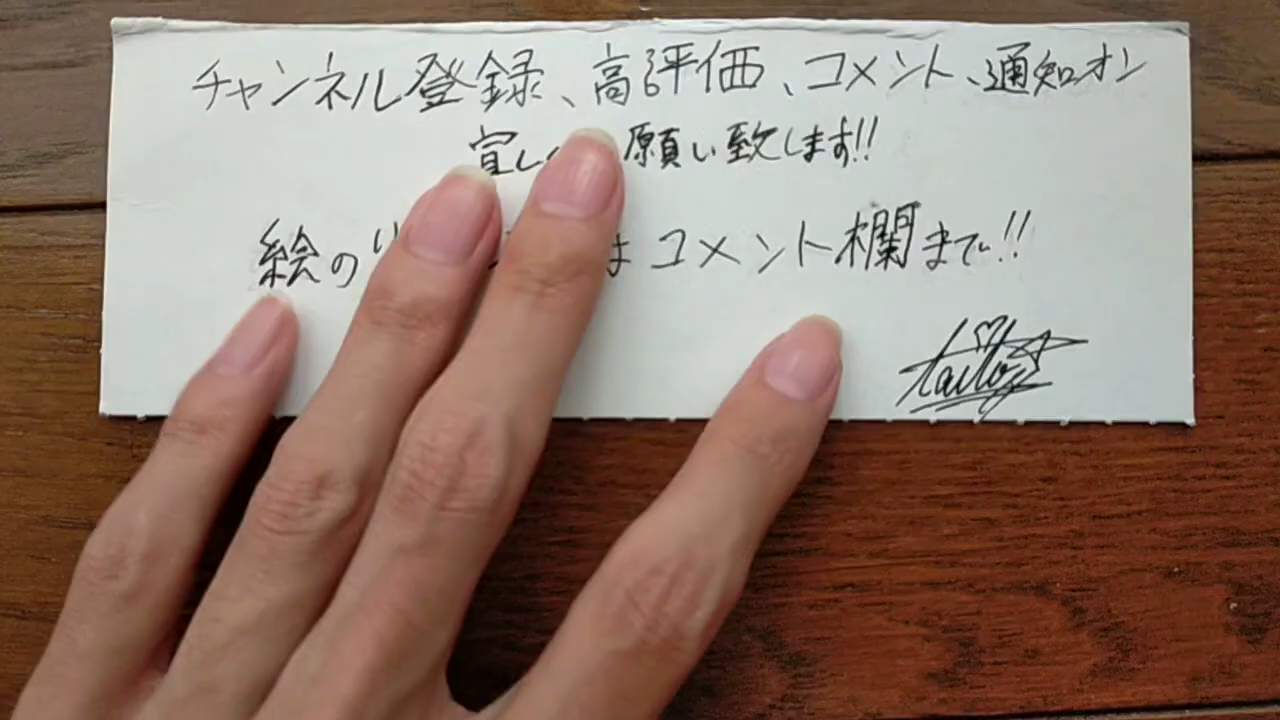 チャンネル登録、高評価、コメント、通知オン
宜し 願い致します!!
絵の は コメント欄まで!!
taito